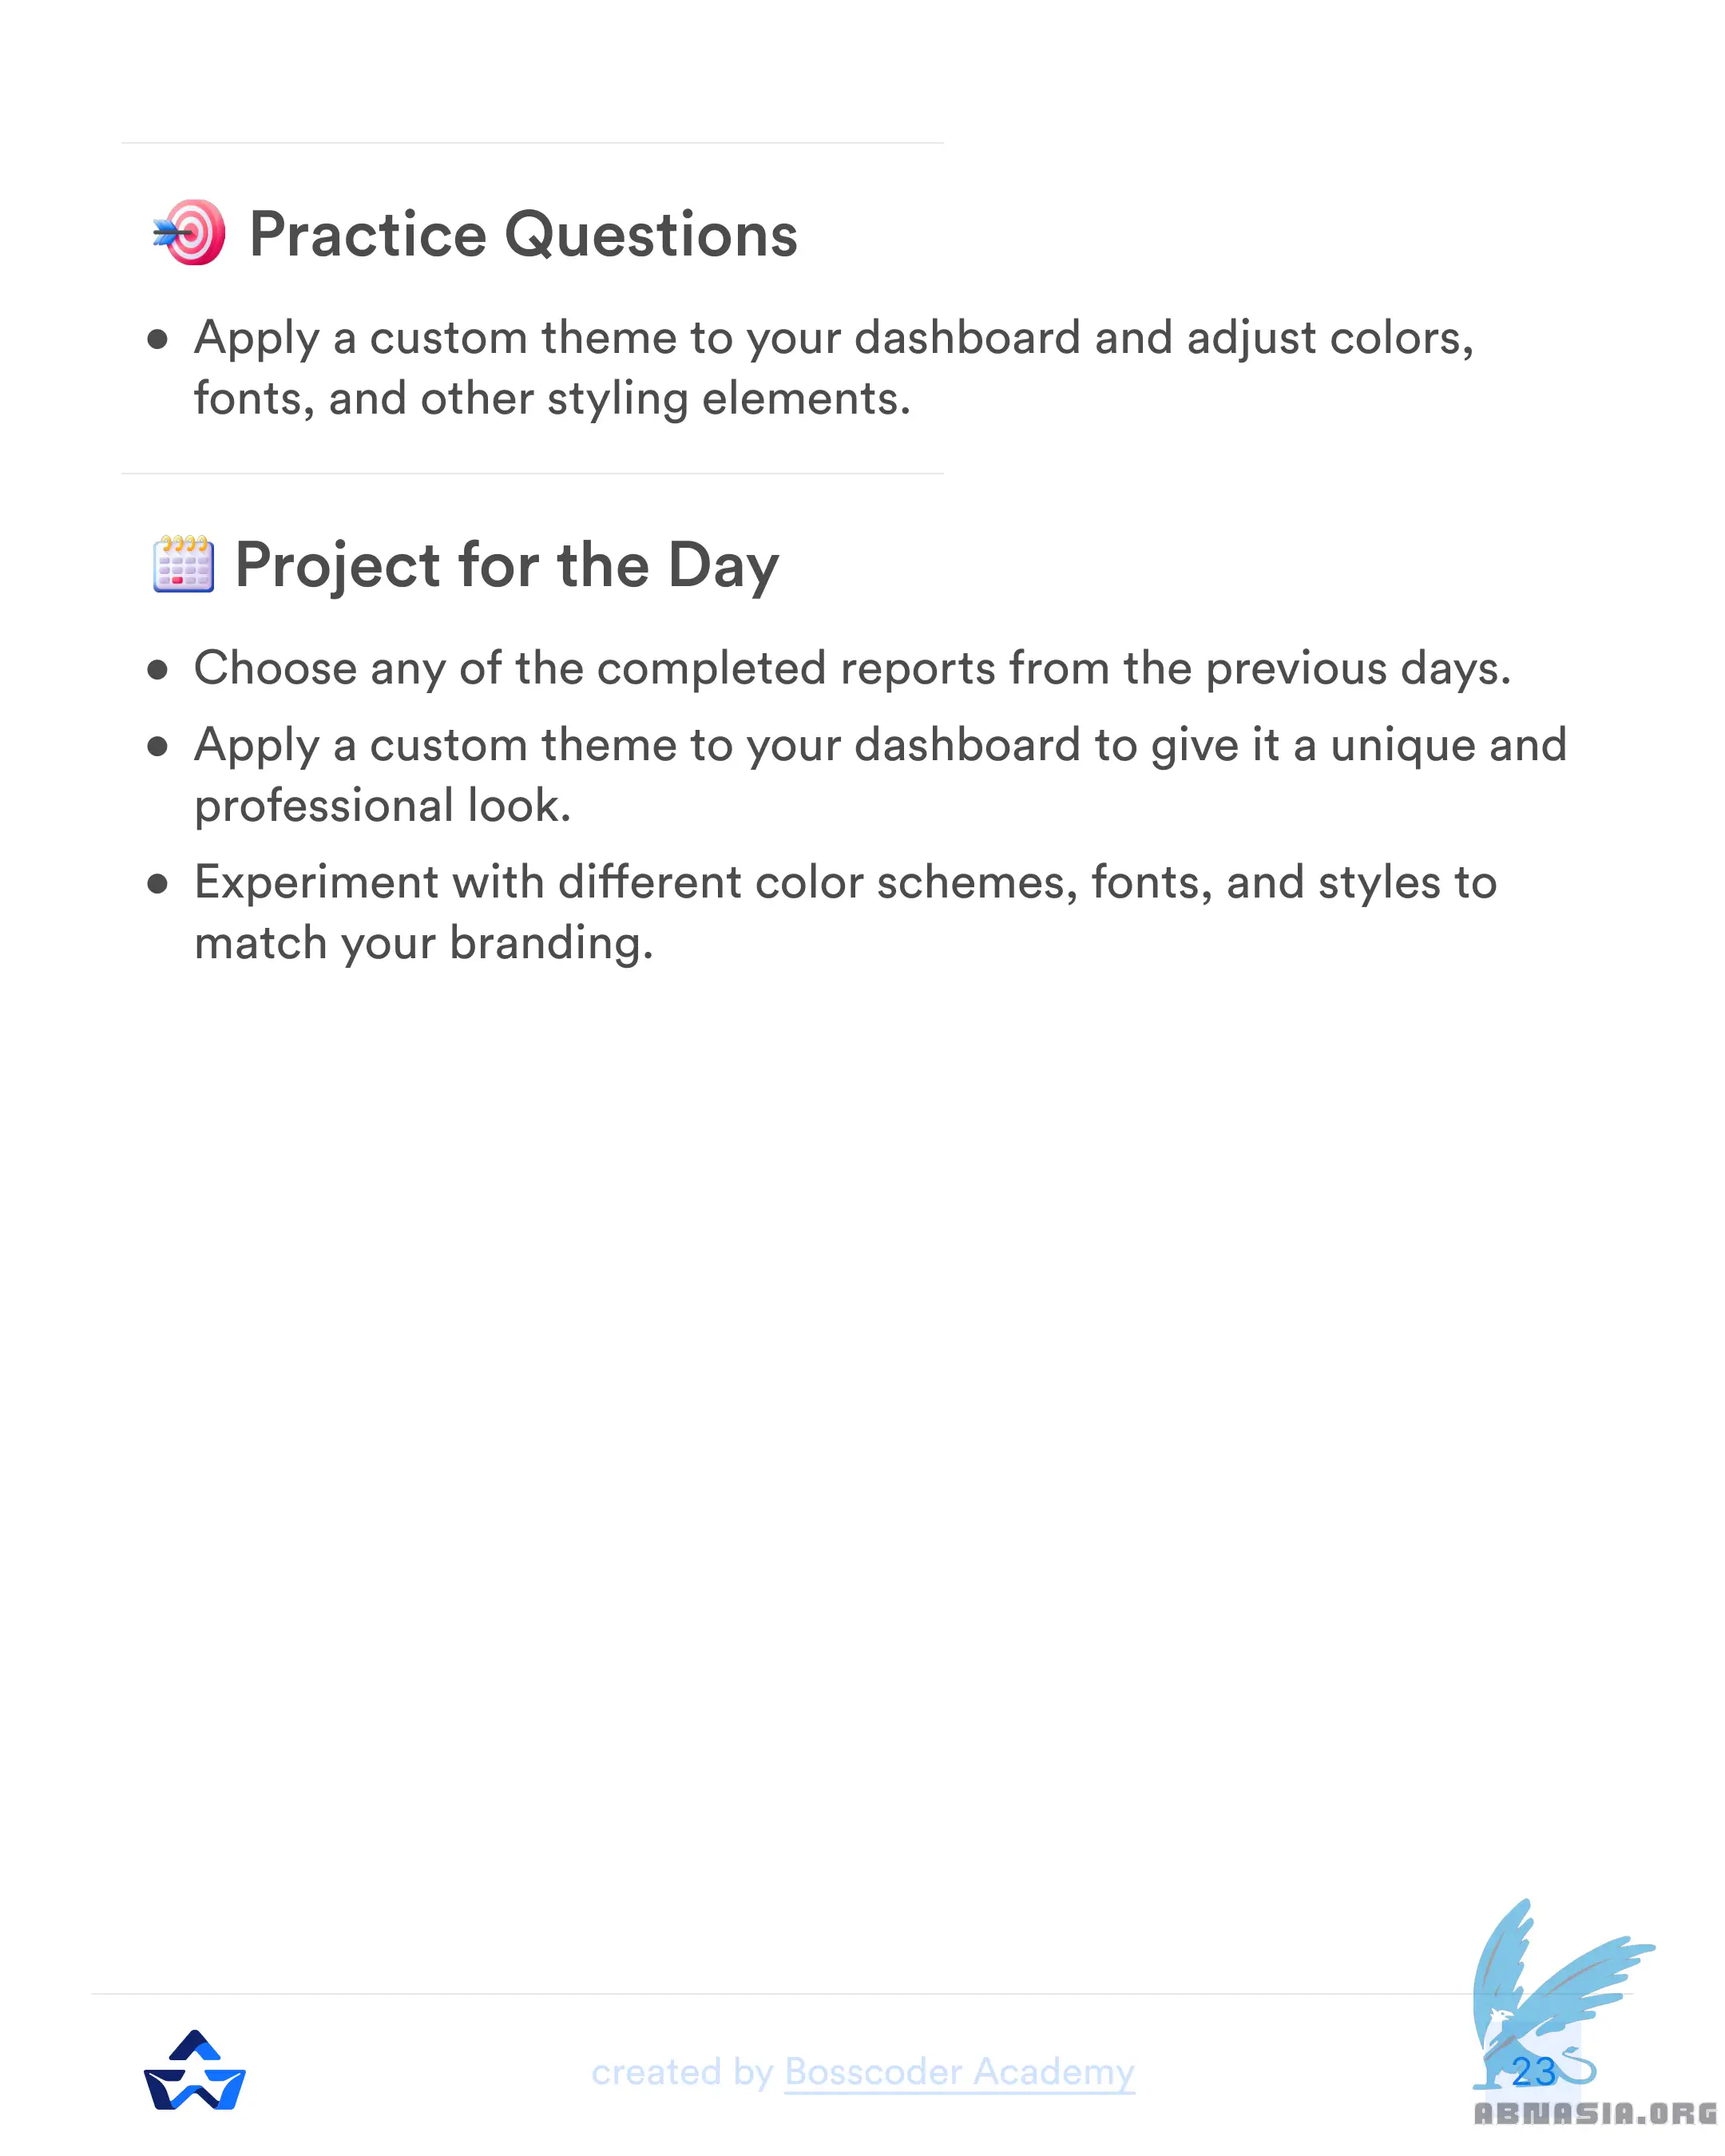 Practice Questions
● Apply a custom theme to your dashboard and adjust colors,
fonts, and other styling elements.
Project for the Day
● Choose any of the completed reports from the previous days.
● Apply a custom theme to your dashboard to give it a unique and
professional look.
● Experiment with different color schemes, fonts, and styles to
match your branding.
created by Bosscoder Academy
23
ABNASIA.ORG